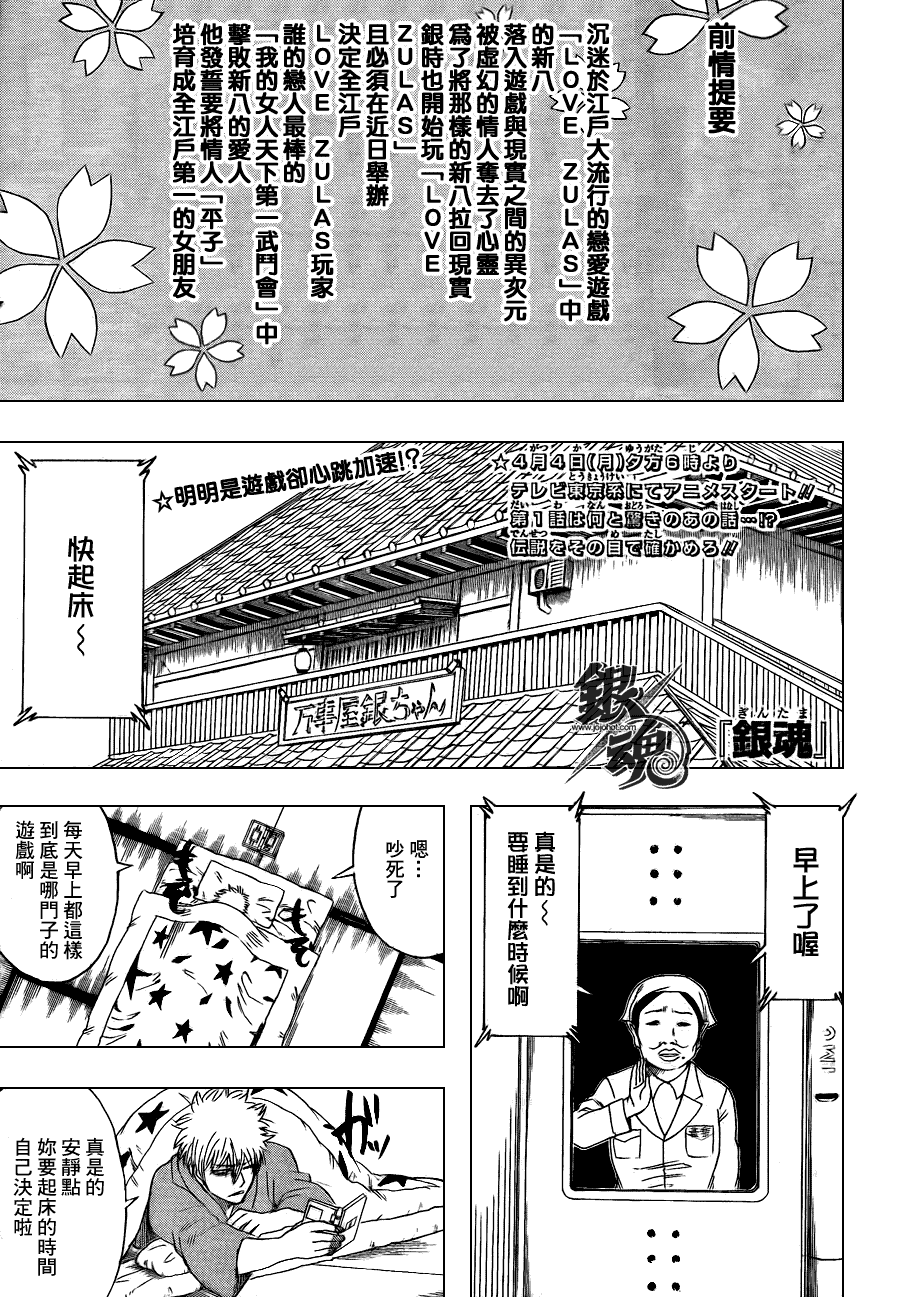 前情提要
沉迷於江戶大流行的戀愛遊戲
「LOVE ZULAS」中
的新八
落入遊戲與現實之間的異次元
被虛幻的情人奪去了心靈
為了將那樣的新八拉回現實
銀時也開始玩「LOVE
ZULAS」
且必須在近日舉辦
決定全江戶
LOVE ZULAS玩家
誰的戀人最棒的
「我的女人天下第一武鬥會」中
擊敗新八的愛人
他發誓要將情人「平子」
培育成全江戶第一的女朋友
☆4月4日(月)夕方6時より
テレビ東京系にてアニメスタート!!
第1話は何と驚きのあの話…!?
伝説をその目で確かめろ!!
☆明明是遊戲卻心跳加速!?
快起床～
万事屋銀ちゃん
銀魂
www.jojohot.com
ぎんたま
「銀魂」
早上了喔
真是的～
要睡到什麼時候啊
嗯…
吵死了
每天早上都這樣
到底是哪門子的
遊戲啊
真是的
安靜點
妳要起床的時間
自己決定啦